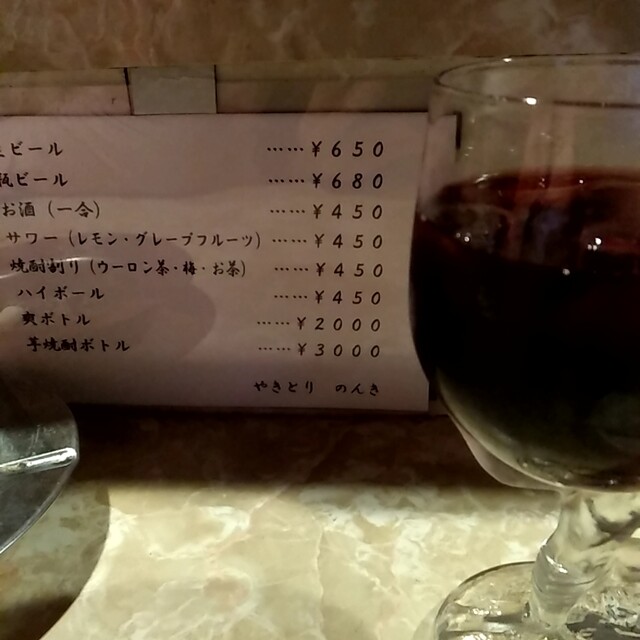 ビール ……¥650
瓶ビール ……¥680
お酒（一合） ……¥450
サワー（レモン・グレープフルーツ） ……¥450
焼酎割り（ウーロン茶・梅・お茶） ……¥450
ハイボール ……¥450
爽ボトル ……¥2000
芋焼酎ボトル ……¥3000
やきとり のんき